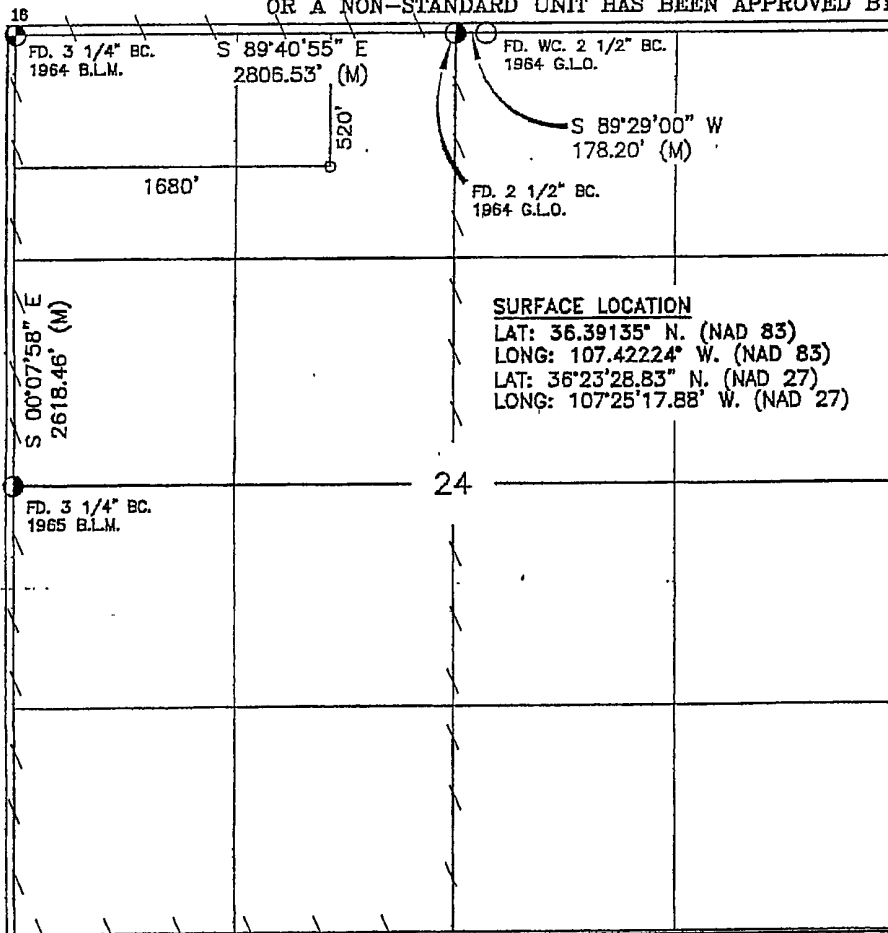 OR A NON-STANDARD UNIT HAS BEEN APPROVED
16
FD. 3 1/4" BC.
1964 B.L.M.
S 89°40'55" E
2806.53' (M)
FD. WC. 2 1/2" BC.
1964 G.L.O.
520'
S 89°29'00" W
178.20' (M)
1680'
FD. 2 1/2" BC.
1964 G.L.O.
S 00°07'58" E
2618.46' (M)
SURFACE LOCATION
LAT: 36.39135° N. (NAD 83)
LONG: 107.42224° W. (NAD 83)
LAT: 36°23'28.83" N. (NAD 27)
LONG: 107°25'17.88' W. (NAD 27)
24
FD. 3 1/4" BC.
1965 B.L.M.